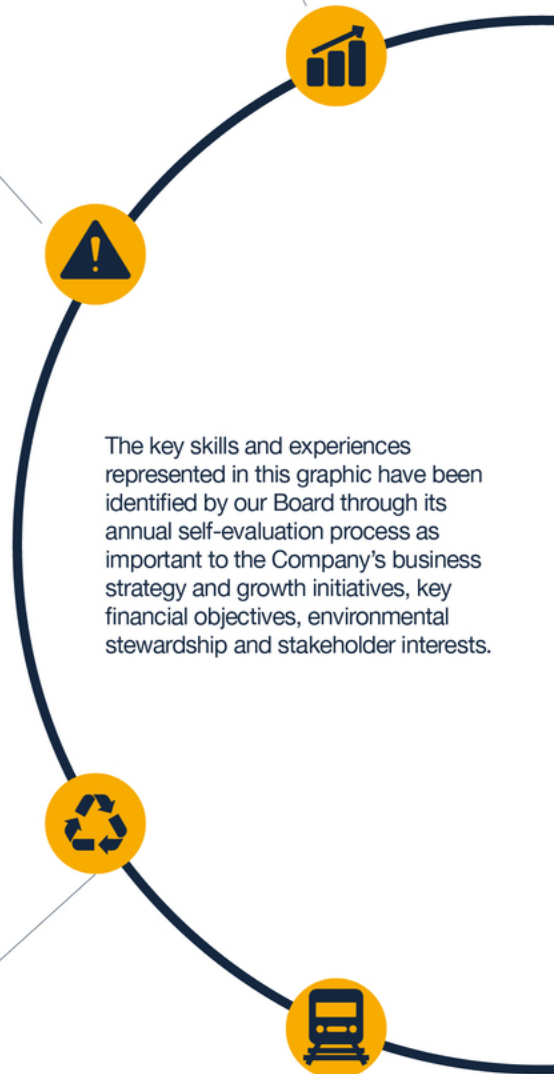 The key skills and experiences
represented in this graphic have been
identified by our Board through its
annual self-evaluation process as
important to the Company’s business
strategy and growth initiatives, key
financial objectives, environmental
stewardship and stakeholder interests.